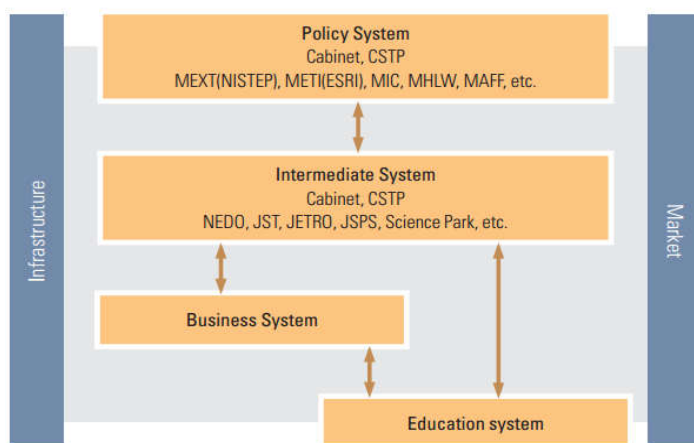 Policy System
Cabinet, CSTP
MEXT(NISTEP), METI(ESRI), MIC, MHLW, MAFF, etc.
Infrastructure
Intermediate System
Cabinet, CSTP
NEDO, JST, JETRO, JSPS, Science Park, etc.
Market
Business System
Education system